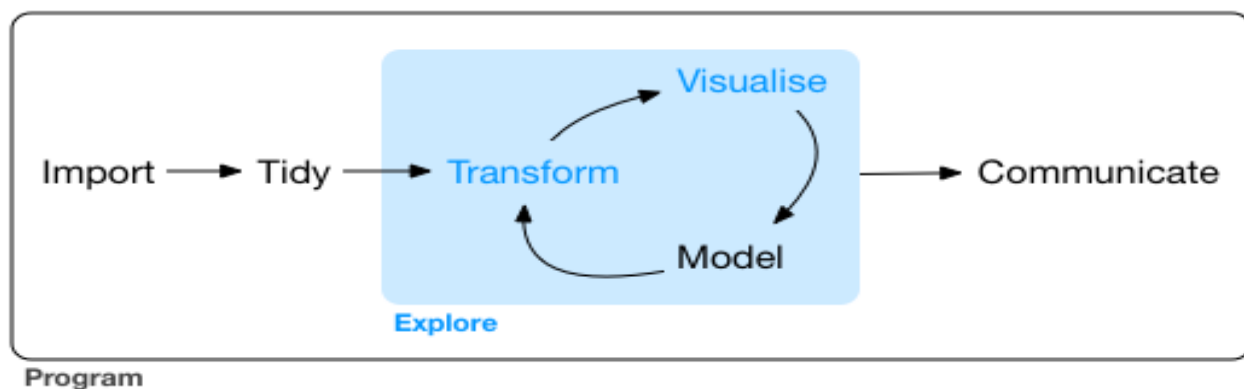 Visualise
Import
Tidy
Transform
Communicate
Model
Explore
Program